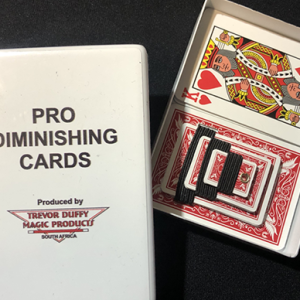 PRO
DIMINISHING
CARDS
Produced by
TREVOR DUFFY
MAGIC PRODUCTS
SOUTH AFRICA
K